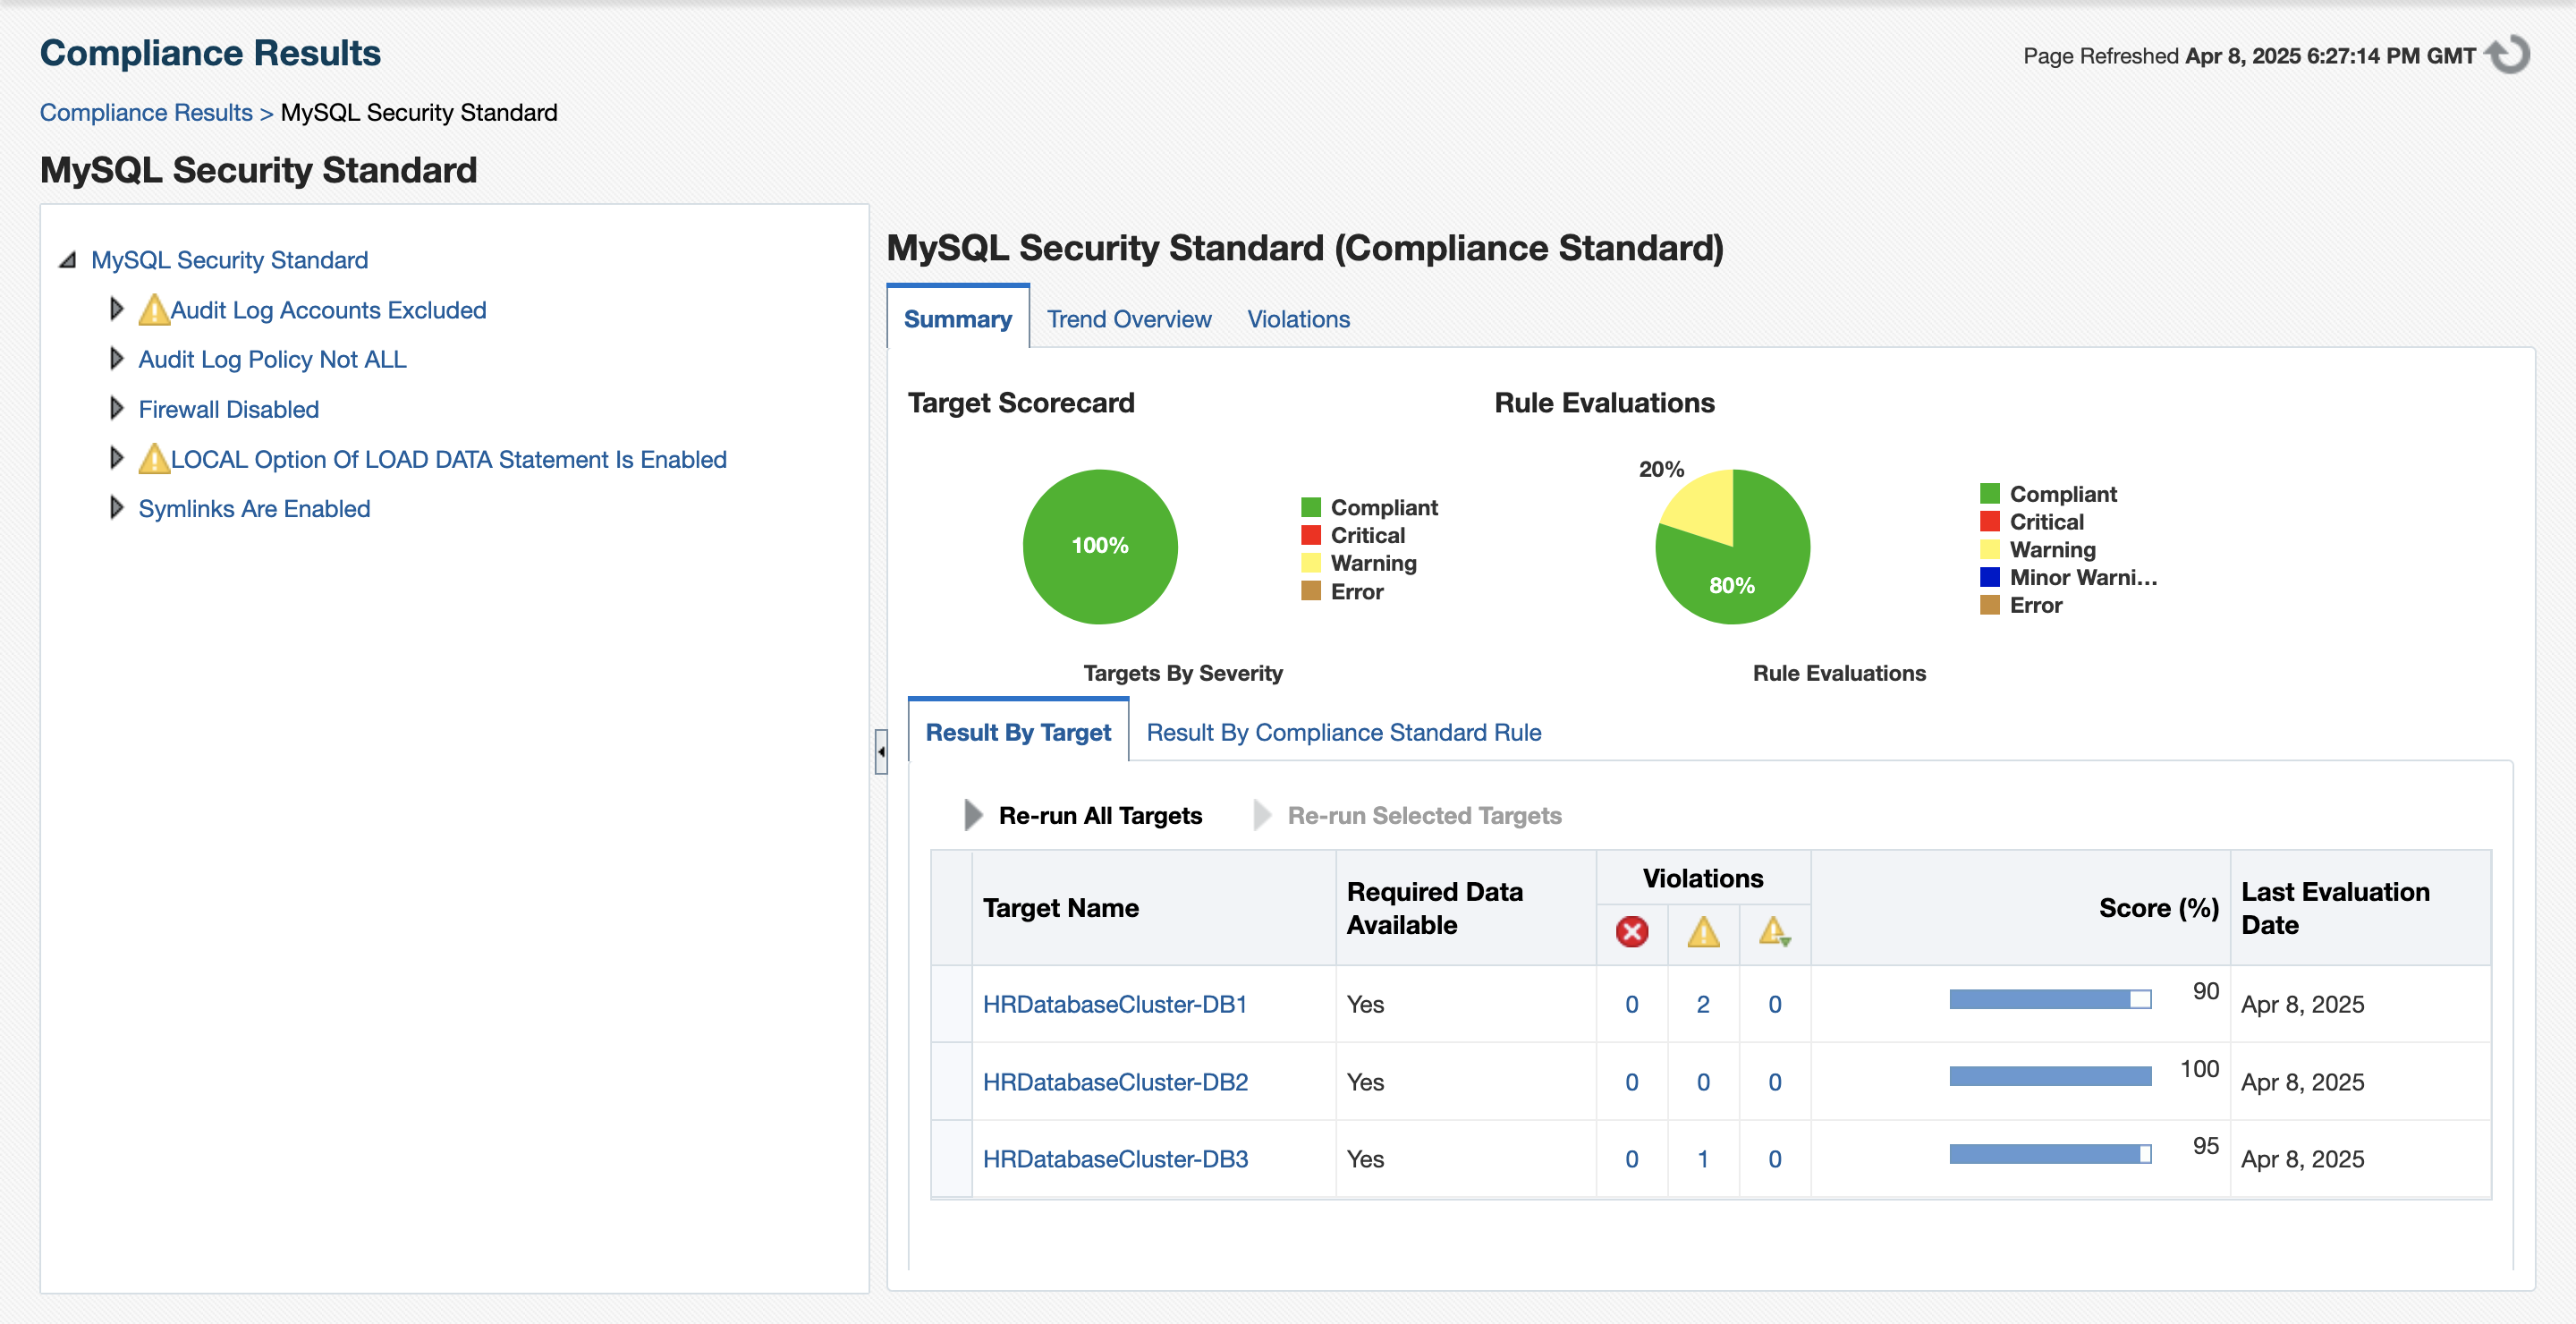 Compliance Results
Page Refreshed Apr 8, 2025 6:27:14 PM GMT
Compliance Results > MySQL Security Standard
MySQL Security Standard
MySQL Security Standard
Audit Log Accounts Excluded
Audit Log Policy Not ALL
Firewall Disabled
LOCAL Option Of LOAD DATA Statement Is Enabled
Symlinks Are Enabled
MySQL Security Standard (Compliance Standard)
Summary Trend Overview Violations
Target Scorecard
100%
Compliant
Critical
Warning
Error
Targets By Severity
Rule Evaluations
20%
80%
Compliant
Critical
Warning
Minor Warni...
Error
Rule Evaluations
Result By Target Result By Compliance Standard Rule
Re-run All Targets Re-run Selected Targets
Target Name
Required Data
Available
Violations
Score (%)
Last Evaluation
Date
HRDatabaseCluster-DB1 Yes 0 2 0 90 Apr 8, 2025
HRDatabaseCluster-DB2 Yes 0 0 0 100 Apr 8, 2025
HRDatabaseCluster-DB3 Yes 0 1 0 95 Apr 8, 2025